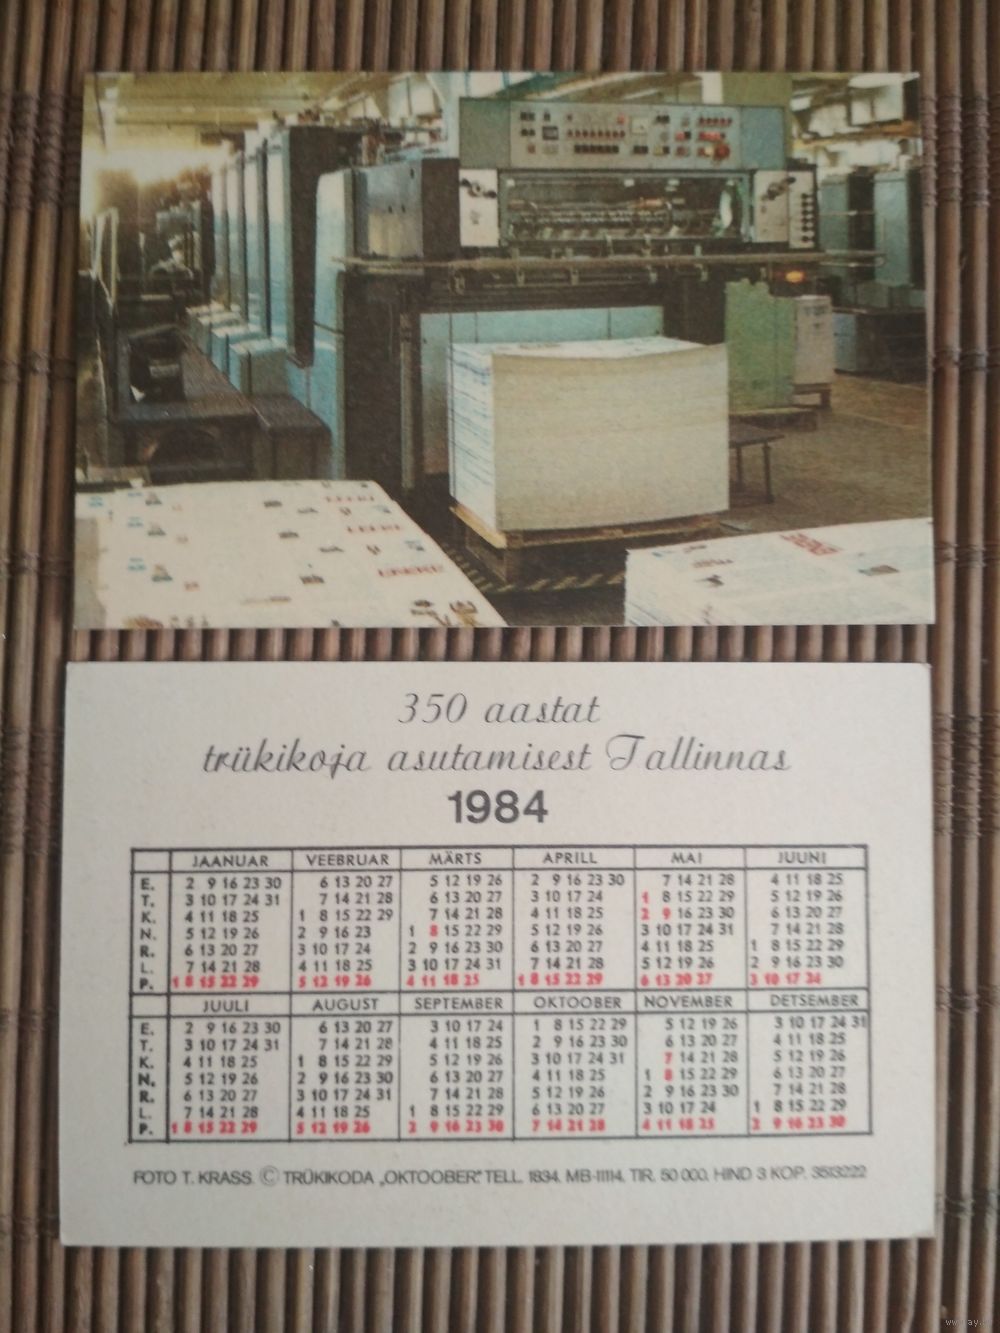 LEKKE
350 aastat
trükikoja asutamisest Tallinnas
1984
JAANUAR VEEBRUAR MÄRTS APRILL MAI JUUNI
E. 2 9 16 23 30 6 13 20 27 5 12 19 26 2 9 16 23 30 7 14 21 28 4 11 18 25
T. 3 10 17 24 31 7 14 21 28 6 13 20 27 3 10 17 24 1 8 15 22 29 5 12 19 26
K. 4 11 18 25 1 8 15 22 29 7 14 21 28 4 11 18 25 2 9 16 23 30 6 13 20 27
N. 5 12 19 26 2 9 16 23 1 8 15 22 29 5 12 19 26 3 10 17 24 31 7 14 21 28
R. 6 13 20 27 3 10 17 24 2 9 16 23 30 6 13 20 27 4 11 18 25 1 8 15 22 29
L. 7 14 21 28 4 11 18 25 3 10 17 24 31 7 14 21 28 5 12 19 26 2 9 16 23 30
P. 1 8 15 22 29 5 12 19 26 4 11 18 25 1 8 15 22 29 6 13 20 27 3 10 17 24
JUULI AUGUST SEPTEMBER OKTOOBER NOVEMBER DETSEMBER
E. 2 9 16 23 30 6 13 20 27 3 10 17 24 1 8 15 22 29 5 12 19 26 3 10 17 24 31
T. 3 10 17 24 31 7 14 21 28 4 11 18 25 2 9 16 23 30 6 13 20 27 4 11 18 25
K. 4 11 18 25 1 8 15 22 29 5 12 19 26 3 10 17 24 31 7 14 21 28 5 12 19 26
N. 5 12 19 26 2 9 16 23 30 6 13 20 27 4 11 18 25 1 8 15 22 29 6 13 20 27
R. 6 13 20 27 3 10 17 24 31 7 14 21 28 5 12 19 26 2 9 16 23 30 7 14 21 28
L. 7 14 21 28 4 11 18 25 1 8 15 22 29 6 13 20 27 3 10 17 24 1 8 15 22 29
P. 1 8 15 22 29 5 12 19 26 2 9 16 23 30 7 14 21 28 4 11 18 25 2 9 16 23 30
FOTO T. KRASS. © TRÜKIKODA „OKTOOBER". TELL. 1834. MB-11114. TIR. 50 000. HIND 3 KOP. 3513222